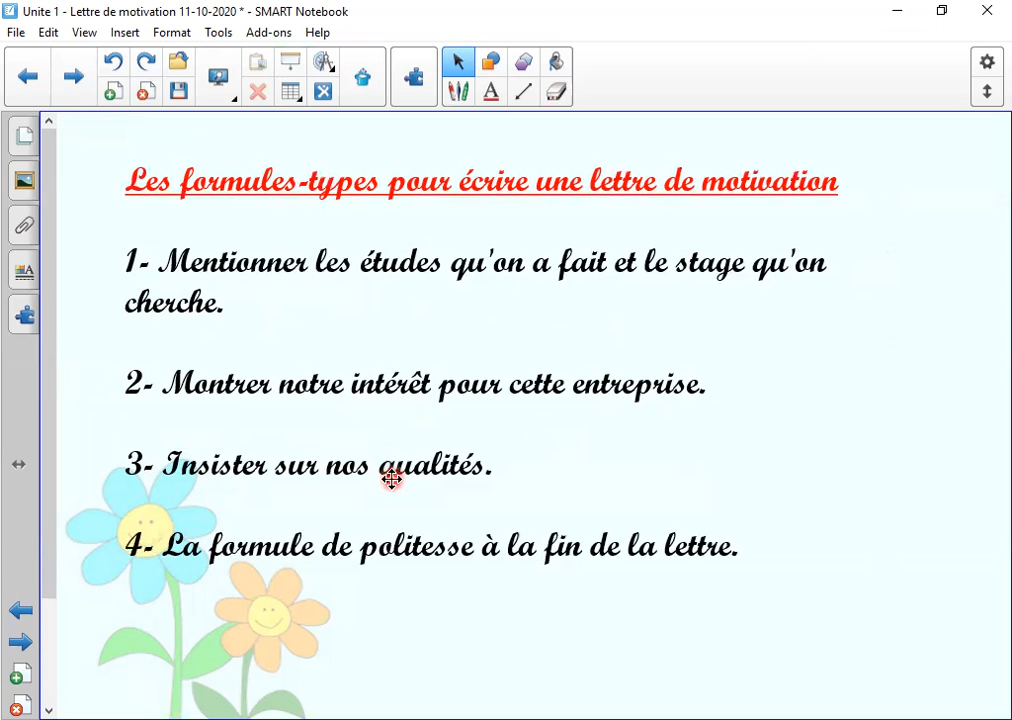 Unite 1 - Lettre de motivation 11-10-2020 * - SMART Notebook
File Edit View Insert Format Tools Add-ons Help
Les formules-types pour écrire une lettre de motivation
1- Mentionner les études qu'on a fait et le stage qu'on
cherche.
2- Montrer notre intérêt pour cette entreprise.
3- Insister sur nos qualités.
4- La formule de politesse à la fin de la lettre.